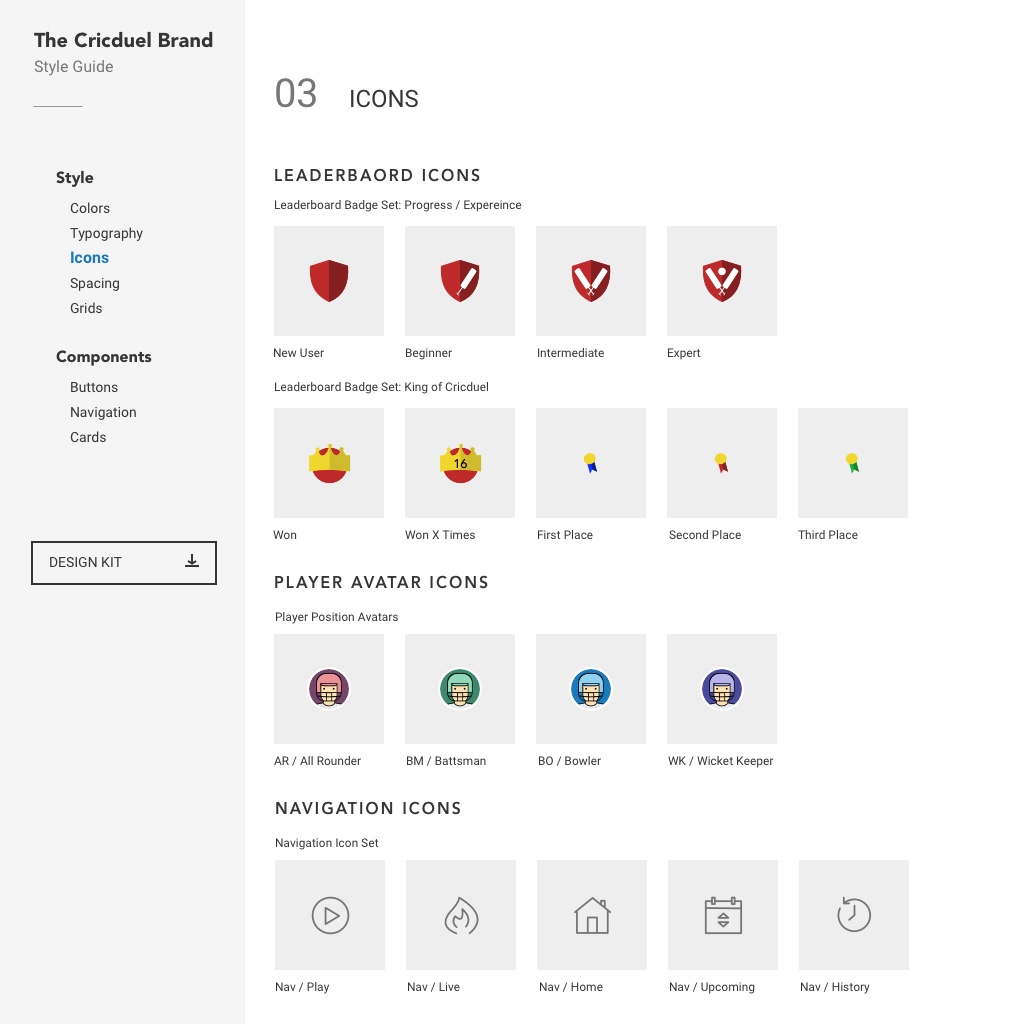 The Cricduel Brand
Style Guide
Style
Colors
Typography
Icons
Spacing
Grids
Components
Buttons
Navigation
Cards
DESIGN KIT
03 ICONS
LEADERBAORD ICONS
Leaderboard Badge Set: Progress / Expereince
New User Beginner Intermediate Expert
Leaderboard Badge Set: King of Cricduel
16
Won Won X Times First Place Second Place Third Place
PLAYER AVATAR ICONS
Player Position Avatars
AR / All Rounder BM / Battsman BO / Bowler WK / Wicket Keeper
NAVIGATION ICONS
Navigation Icon Set
Nav / Play Nav / Live Nav / Home Nav / Upcoming Nav / History